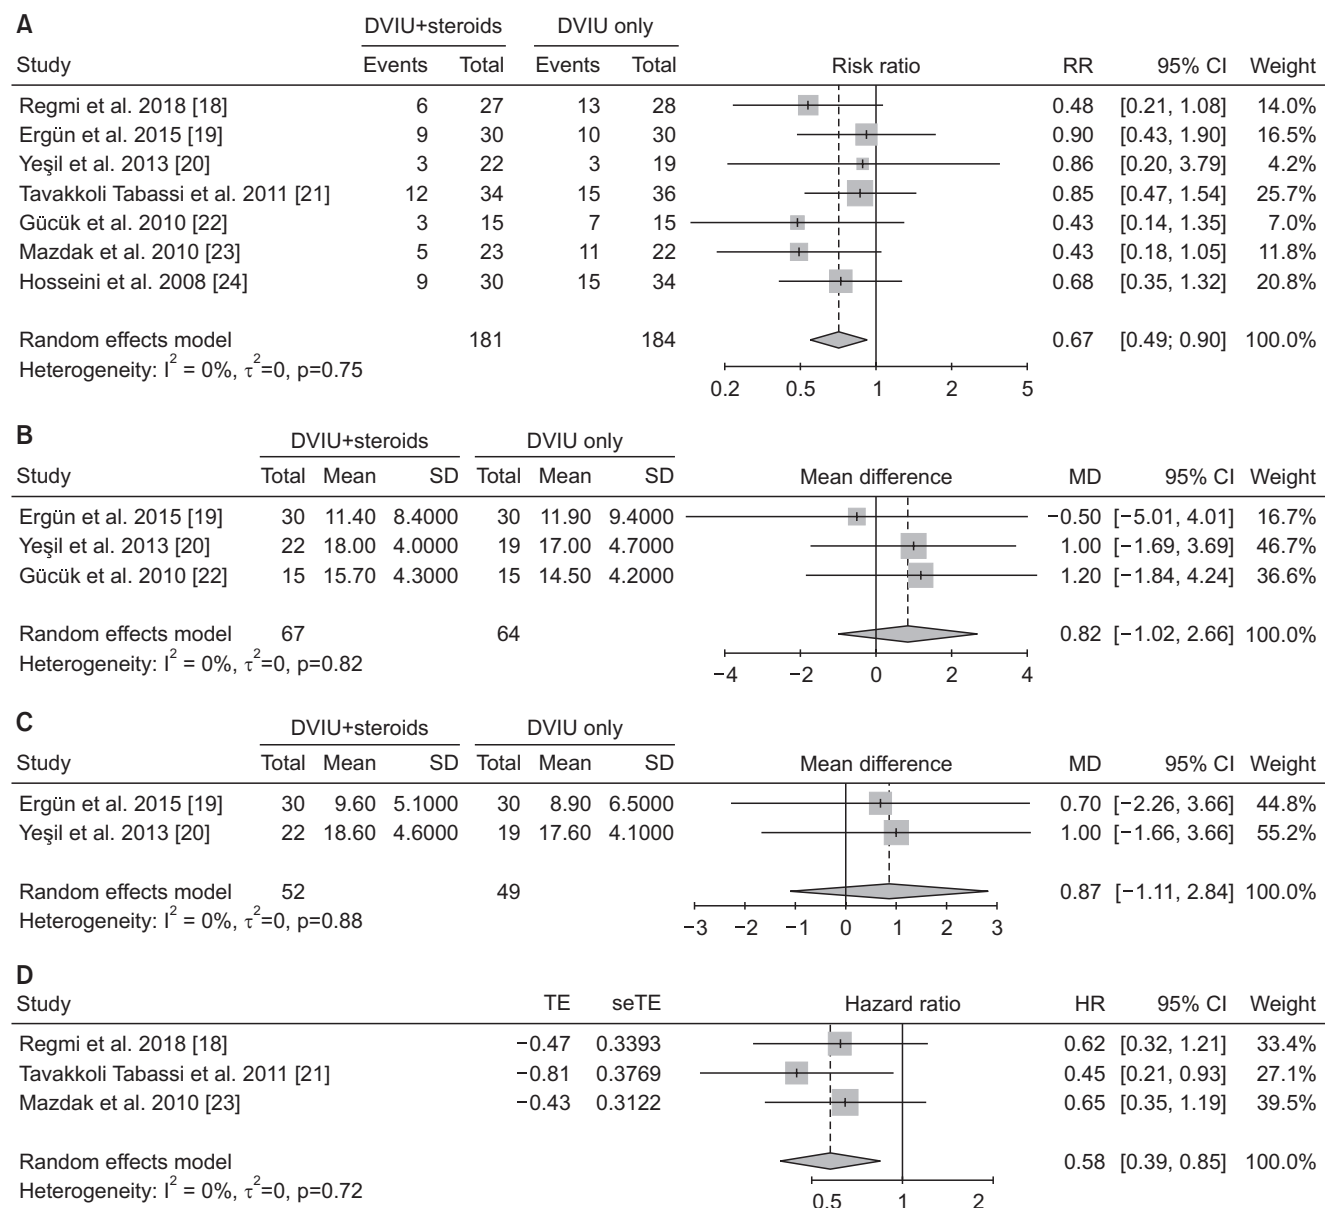 A
DVIU+steroids DVIU only
Study Events Total Events Total Risk ratio RR 95% CI Weight
Regmi et al. 2018 [18] 6 27 13 28 0.48 [0.21, 1.08] 14.0%
Ergün et al. 2015 [19] 9 30 10 30 0.90 [0.43, 1.90] 16.5%
Yeşil et al. 2013 [20] 3 22 3 19 0.86 [0.20, 3.79] 4.2%
Tavakkoli Tabassi et al. 2011 [21] 12 34 15 36 0.85 [0.47, 1.54] 25.7%
Gücük et al. 2010 [22] 3 15 7 15 0.43 [0.14, 1.35] 7.0%
Mazdak et al. 2010 [23] 5 23 11 22 0.43 [0.18, 1.05] 11.8%
Hosseini et al. 2008 [24] 9 30 15 34 0.68 [0.35, 1.32] 20.8%
Random effects model 181 184 0.67 [0.49; 0.90] 100.0%
Heterogeneity: I² = 0%, τ²=0, p=0.75
0.2 0.5 1 2 5
B
DVIU+steroids DVIU only
Study Total Mean SD Total Mean SD Mean difference MD 95% CI Weight
Ergün et al. 2015 [19] 30 11.40 8.4000 30 11.90 9.4000 −0.50 [−5.01, 4.01] 16.7%
Yeşil et al. 2013 [20] 22 18.00 4.0000 19 17.00 4.7000 1.00 [−1.69, 3.69] 46.7%
Gücük et al. 2010 [22] 15 15.70 4.3000 15 14.50 4.2000 1.20 [−1.84, 4.24] 36.6%
Random effects model 67 64 0.82 [−1.02, 2.66] 100.0%
Heterogeneity: I² = 0%, τ²=0, p=0.82
−4 −2 0 2 4
C
DVIU+steroids DVIU only
Study Total Mean SD Total Mean SD Mean difference MD 95% CI Weight
Ergün et al. 2015 [19] 30 9.60 5.1000 30 8.90 6.5000 0.70 [−2.26, 3.66] 44.8%
Yeşil et al. 2013 [20] 22 18.60 4.6000 19 17.60 4.1000 1.00 [−1.66, 3.66] 55.2%
Random effects model 52 49 0.87 [−1.11, 2.84] 100.0%
Heterogeneity: I² = 0%, τ²=0, p=0.88
−3 −2 −1 0 1 2 3
D
Study TE seTE Hazard ratio HR 95% CI Weight
Regmi et al. 2018 [18] −0.47 0.3393 0.62 [0.32, 1.21] 33.4%
Tavakkoli Tabassi et al. 2011 [21] −0.81 0.3769 0.45 [0.21, 0.93] 27.1%
Mazdak et al. 2010 [23] −0.43 0.3122 0.65 [0.35, 1.19] 39.5%
Random effects model 0.58 [0.39, 0.85] 100.0%
Heterogeneity: I² = 0%, τ²=0, p=0.72
0.5 1 2